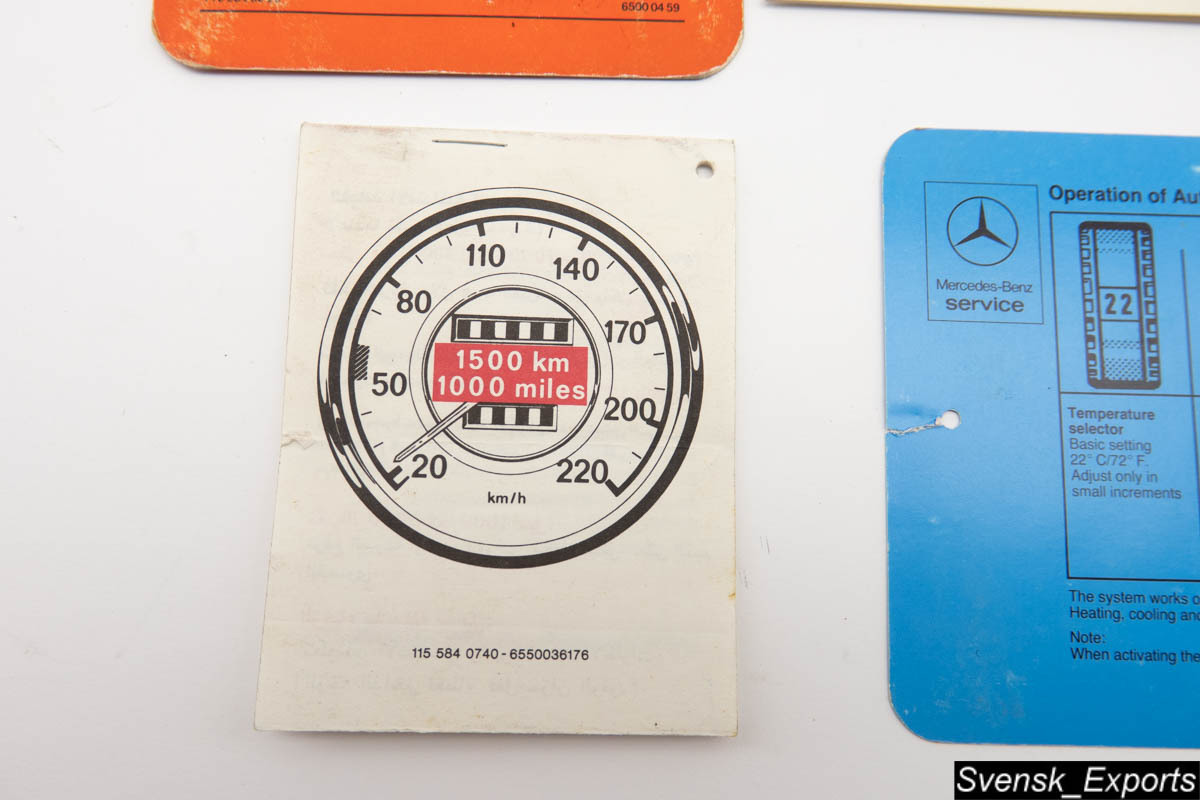 6500 04 59
110
140
80
170
50
1500 km
1000 miles
200
20
220
km/h
115 584 0740 - 6550036176
Mercedes-Benz
service
Operation of Au
22
Temperature
selector
Basic setting
22° C/72° F.
Adjust only in
small increments
The system works o
Heating, cooling and
Note:
When activating the
Svensk_Exports